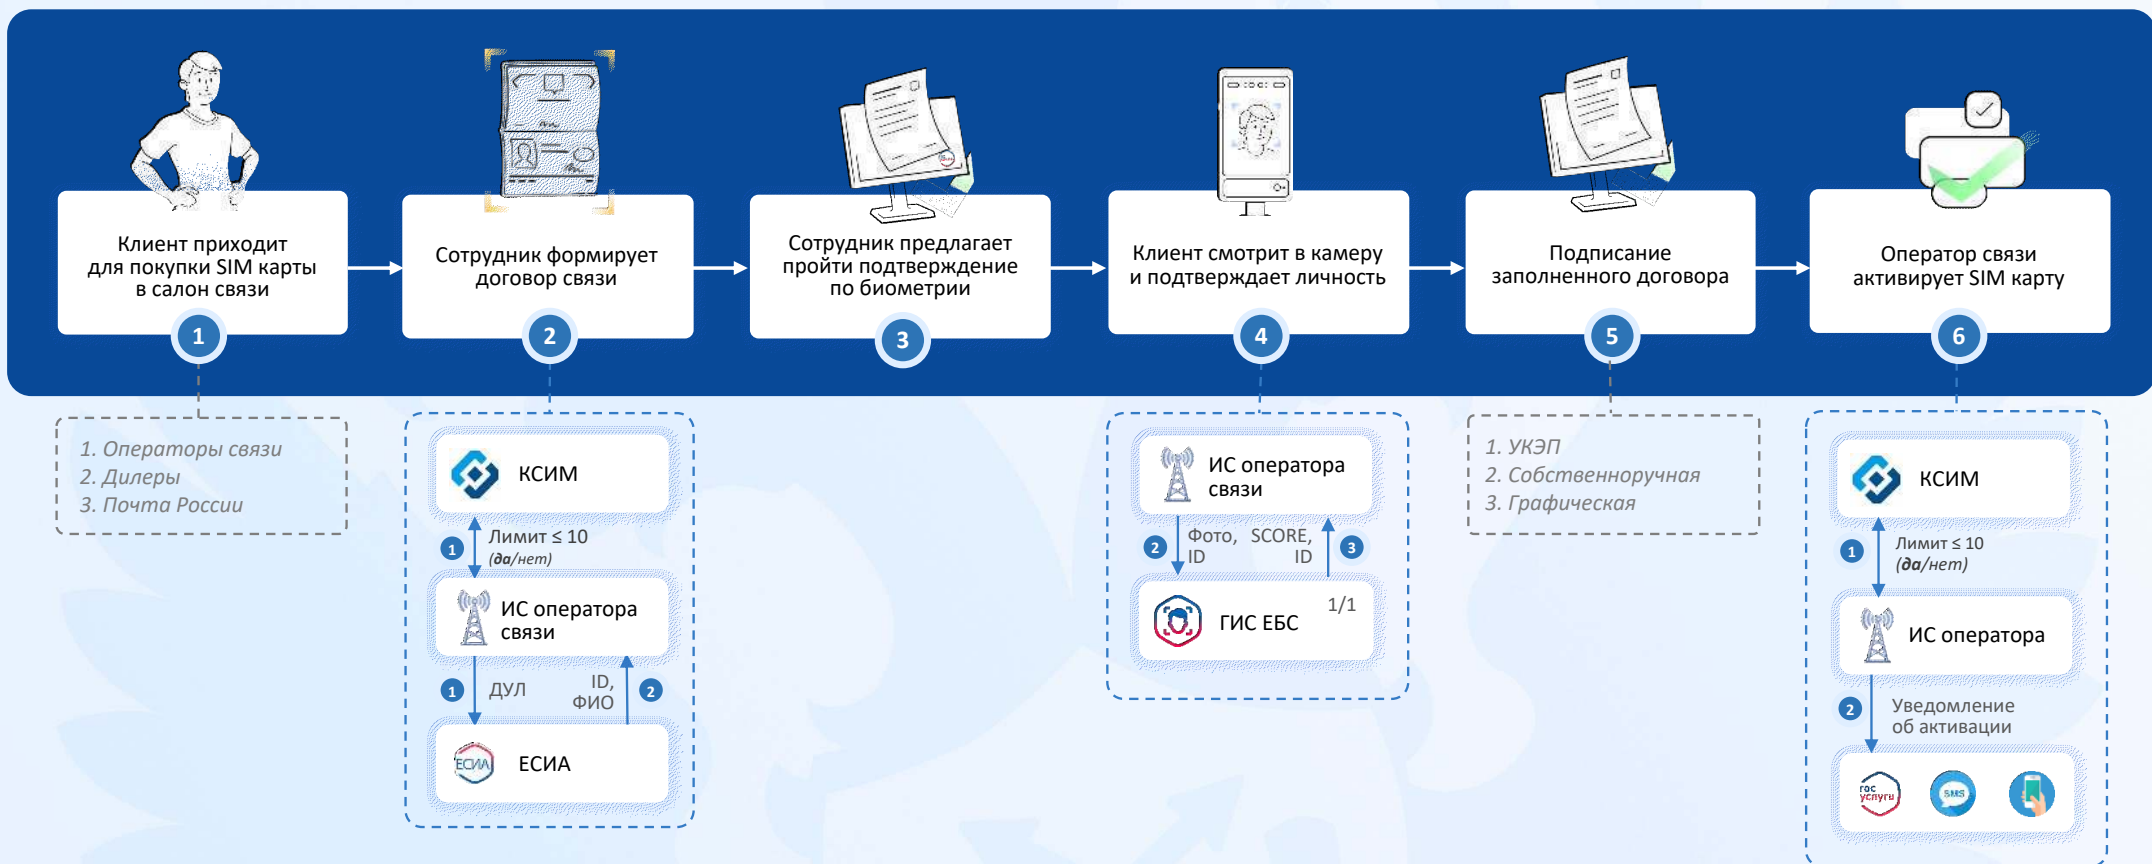 Клиент приходит
для покупки SIM карты
в салон связи
1
Сотрудник формирует
договор связи
2
Сотрудник предлагает
пройти подтверждение
по биометрии
3
Клиент смотрит в камеру
и подтверждает личность
4
Подписание
заполненного договора
5
Оператор связи
активирует SIM карту
6
1. Операторы связи
2. Дилеры
3. Почта России
КСИМ
1
Лимит ≤ 10
(да/нет)
ИС оператора
связи
1
ДУЛ
ID,
ФИО
2
ЕСИА
ЕСИА
ИС оператора
связи
2
Фото,
ID
SCORE,
ID
3
ГИС ЕБС
1/1
1. УКЭП
2. Собственноручная
3. Графическая
КСИМ
1
Лимит ≤ 10
(да/нет)
ИС оператора
2
Уведомление
об активации
гос
услуги
SMS